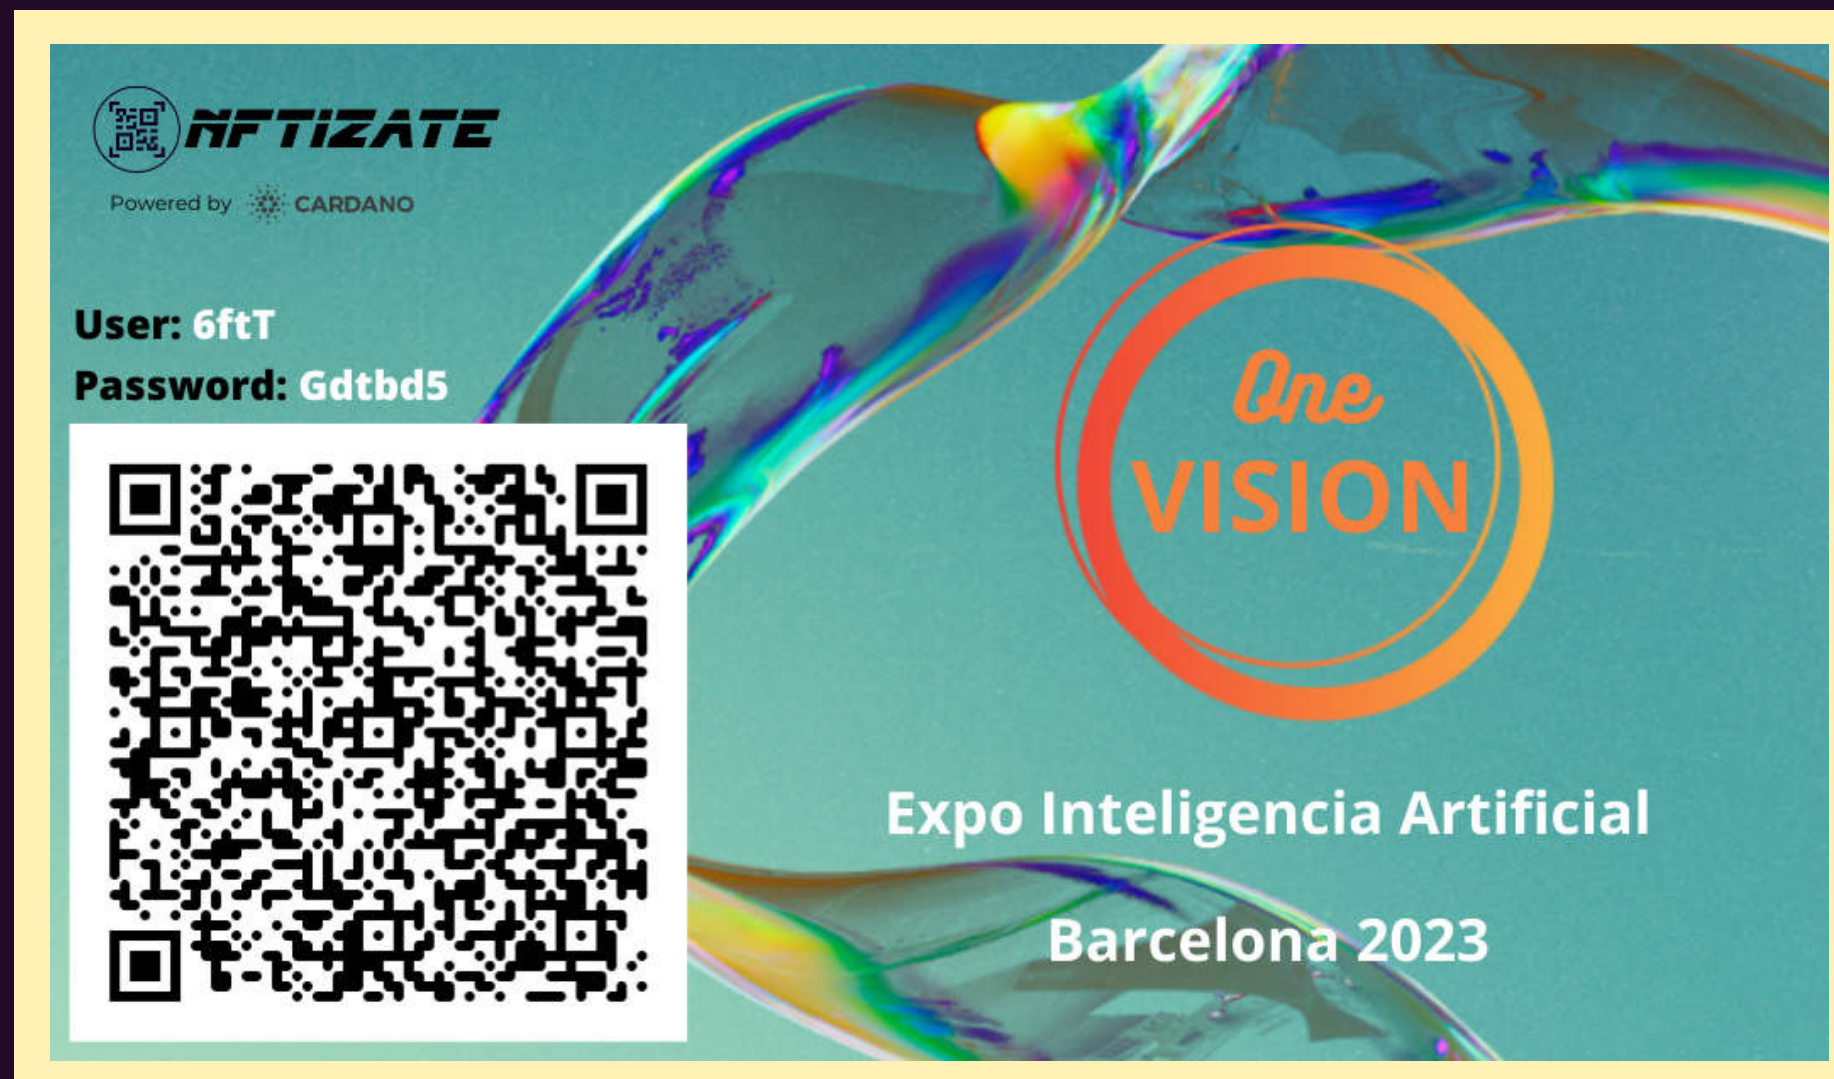 NFTIZATE
Powered by CARDANO
User: 6ftT
Password: Gdtbd5
One
VISION
Expo Inteligencia Artificial
Barcelona 2023